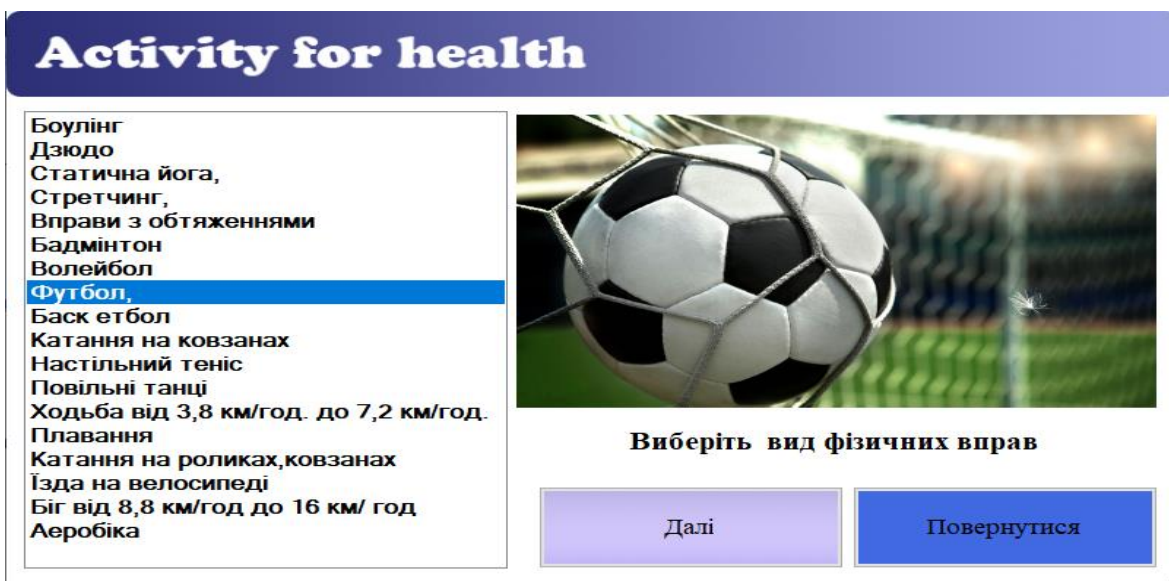 Activity for health
Боулінг
Дзюдо
Статична йога,
Стретчинг,
Вправи з обтяженнями
Бадмінтон
Волейбол
Футбол,
Баск етбол
Катання на ковзанах
Настільний теніс
Повільні танці
Ходьба від 3,8 км/год. до 7,2 км/год.
Плавання
Катання на роликах,ковзанах
Їзда на велосипеді
Біг від 8,8 км/год до 16 км/ год
Аеробіка
Виберіть вид фізичних вправ
Далі
Повернутися